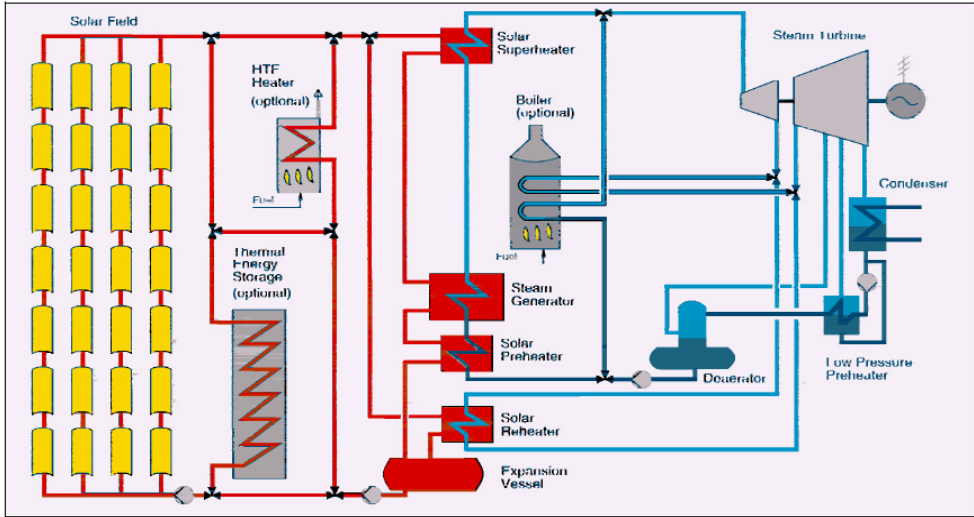 Solar Field
Solar
Superheater
Steam Turbine
HTF
Heater
(optional)
Boiler
(optional)
Fuel
Condenser
Thermal
Energy
Storage
(optional)
Fuel
Steam
Generator
Solar
Preheater
Deaerator
Low Pressure
Preheater
Solar
Reheater
Expansion
Vessel